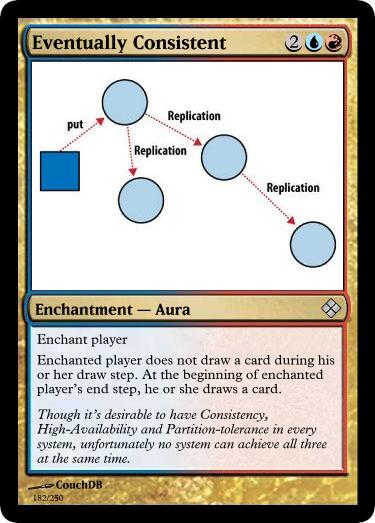 Eventually Consistent 2
put
Replication
Replication
Replication
Enchantment — Aura
Enchant player
Enchanted player does not draw a card during his
or her draw step. At the beginning of enchanted
player's end step, he or she draws a card.
Though it's desirable to have Consistency,
High-Availability and Partition-tolerance in every
system, unfortunately no system can achieve all three
at the same time.
CouchDB
182/250